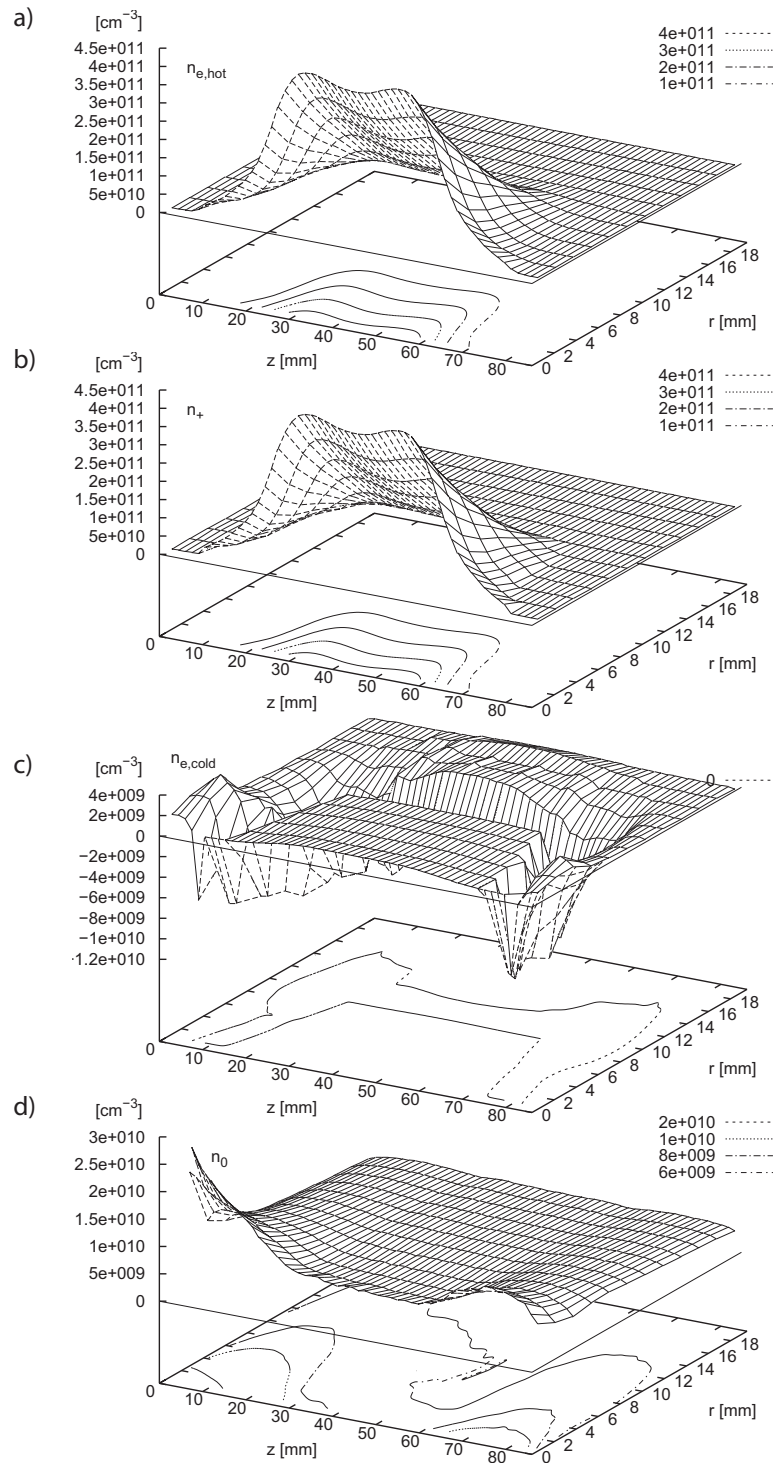 a)
[cm−3]
4.5e+011
4e+011
3.5e+011
3e+011
2.5e+011
2e+011
1.5e+011
1e+011
5e+010
0
n e,hot
4e+011
3e+011
2e+011
1e+011
0
10
20
30
40
50
60
70
80
z [mm]
0
2
4
6
8
10
12
14
16
18
r [mm]
b)
[cm−3]
4.5e+011
4e+011
3.5e+011
3e+011
2.5e+011
2e+011
1.5e+011
1e+011
5e+010
0
n+
4e+011
3e+011
2e+011
1e+011
0
10
20
30
40
50
60
70
80
z [mm]
0
2
4
6
8
10
12
14
16
18
r [mm]
c)
[cm−3]
4e+009
2e+009
0
−2e+009
−4e+009
−6e+009
−8e+009
−1e+010
-1.2e+010
n e,cold
0
0
10
20
30
40
50
60
70
80
z [mm]
0
2
4
6
8
10
12
14
16
18
r [mm]
d)
[cm−3]
3e+010
2.5e+010
2e+010
1.5e+010
1e+010
5e+009
0
n0
2e+010
1e+010
8e+009
6e+009
0
10
20
30
40
50
60
70
80
z [mm]
0
2
4
6
8
10
12
14
16
18
r [mm]